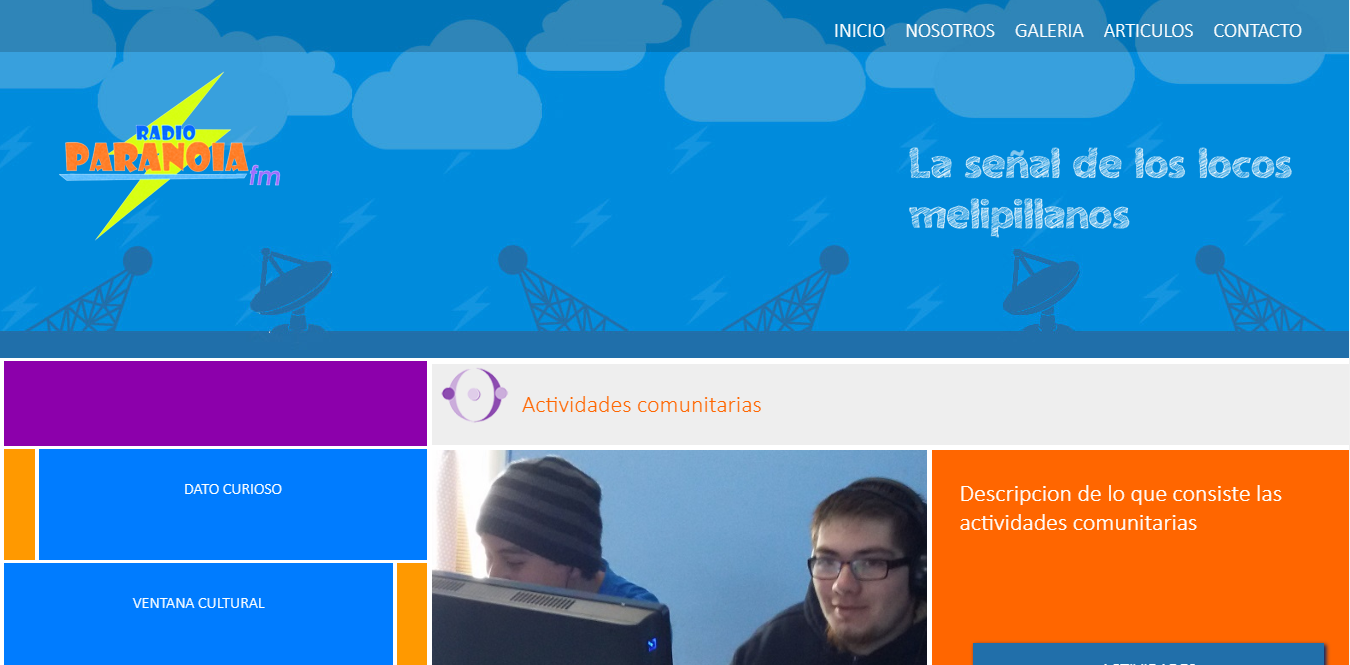 INICIO NOSOTROS GALERIA ARTICULOS CONTACTO
RADIO
PARANOIA
fm
La señal de los locos
melipillanos
Actividades comunitarias
DATO CURIOSO
VENTANA CULTURAL
Descripcion de lo que consiste las
actividades comunitarias